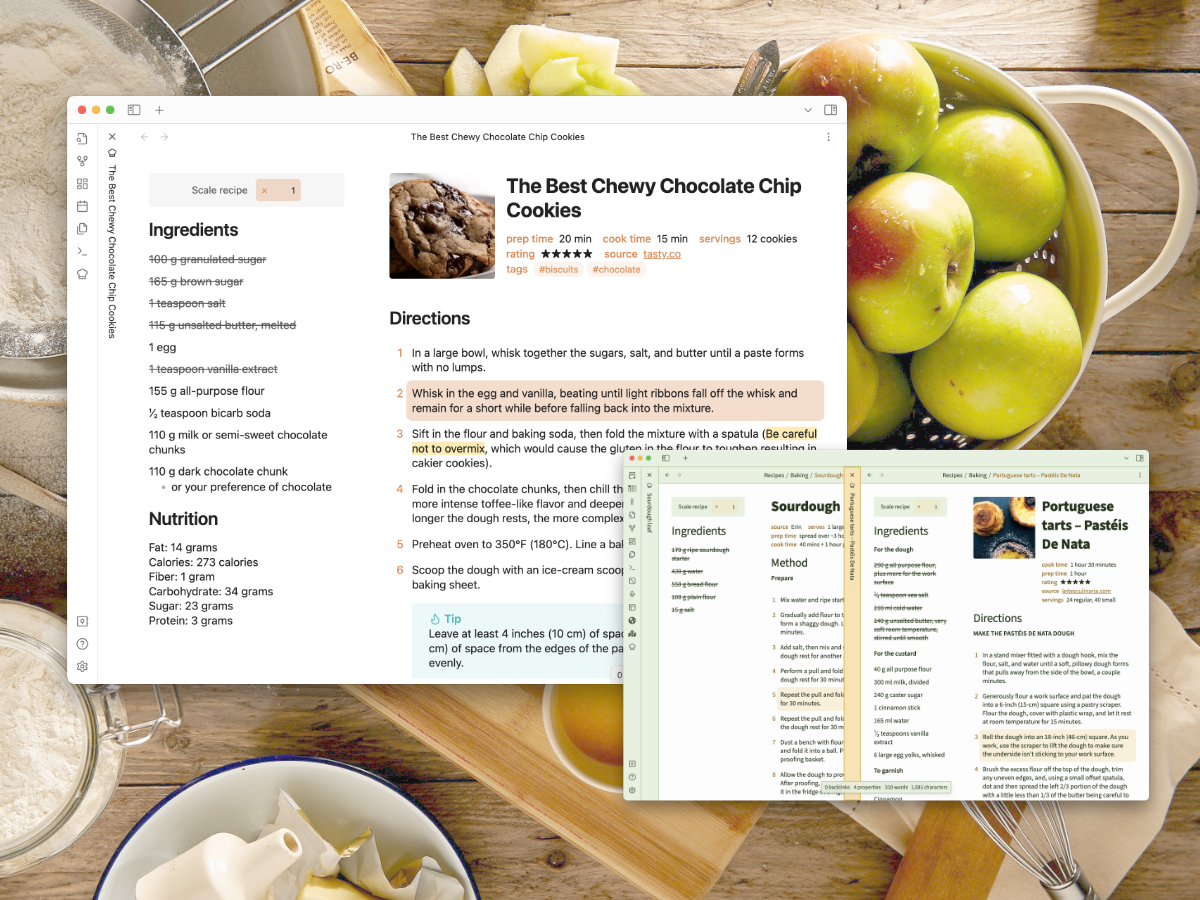 BE-RO
The Best Chewy Chocolate Chip Cookies
The Best Chewy Chocolate Chip Cookies
Scale recipe × 1
Ingredients
100 g granulated sugar
165 g brown sugar
1 teaspoon salt
115 g unsalted butter, melted
1 egg
1 teaspoon vanilla extract
155 g all-purpose flour
½ teaspoon bicarb soda
110 g milk or semi-sweet chocolate
chunks
110 g dark chocolate chunk
or your preference of chocolate
Nutrition
Fat: 14 grams
Calories: 273 calories
Fiber: 1 gram
Carbohydrate: 34 grams
Sugar: 23 grams
Protein: 3 grams
The Best Chewy Chocolate Chip
Cookies
prep time 20 min cook time 15 min servings 12 cookies
rating ★★★★★ source tasty.co
tags #biscuits #chocolate
Directions
1 In a large bowl, whisk together the sugars, salt, and butter until a paste forms
with no lumps.
2 Whisk in the egg and vanilla, beating until light ribbons fall off the whisk and
remain for a short while before falling back into the mixture.
3 Sift in the flour and baking soda, then fold the mixture with a spatula (Be careful
not to overmix, which would cause the gluten in the flour to toughen resulting in
cakier cookies).
4 Fold in the chocolate chunks, then chill th
more intense toffee-like flavor and deeper
longer the dough rests, the more complex
5 Preheat oven to 350°F (180°C). Line a bak
6 Scoop the dough with an ice-cream scoop
baking sheet.
Tip
Leave at least 4 inches (10 cm) of spac
cm) of space from the edges of the pa
evenly.
0
Sourdough loaf
Recipes / Baking / Sourdough
Scale recipe × 1
Ingredients
170 g ripe sourdough
starter
430 g water
550 g bread flour
100 g plain flour
15 g salt
Sourdough
source Erin serves 1 large
prep time spread over ~3 h
cook time 40 mins + 1 hour
Method
Prepare
1 Mix water and ripe start
2 Gradually add flour to t
form a shaggy dough. L
minutes.
3 Add salt, then mix and
dough rest for another
4 Perform a pull and fold
dough rest for 30 minut
5 Repeat the pull and fold
for 30 minutes.
6 Repeat the pull and fold
the dough rest for 30 m
7 Dust a bench with flour
and fold it into a ball. P
proofing basket.
8 Allow the dough to pro
After proofing,
it in the fridge
Portuguese tarts – Pastéis De Nata
Recipes / Baking / Portuguese tarts – Pastéis De Nata
Scale recipe × 1
Ingredients
For the dough
290 g all purpose flour,
plus more for the work
surface
¼ teaspoon sea salt
210 ml cold water
240 g unsalted butter, very
soft room temperature,
stirred until smooth
For the custard
40 g all purpose flour
300 ml milk, divided
240 g caster sugar
1 cinnamon stick
165 ml water
½ teaspoons vanilla
extract
6 large egg yolks, whisked
To garnish
Cinnamon
Portuguese
tarts – Pastéis
De Nata
cook time 1 hour 30 minutes
prep time 1 hour
rating ★★★★★
source leitesculinaria.com
servings 24 regular, 40 small
Directions
MAKE THE PASTÉIS DE NATA DOUGH
1 In a stand mixer fitted with a dough hook, mix the
flour, salt, and water until a soft, pillowy dough forms
that pulls away from the side of the bowl, a couple
minutes.
2 Generously flour a work surface and pat the dough
into a 6-inch (15-cm) square using a pastry scraper.
Flour the dough, cover with plastic wrap, and let it rest
at room temperature for 15 minutes.
3 Roll the dough into an 18-inch (46-cm) square. As you
work, use the scraper to lift the dough to make sure
the underside isn't sticking to your work surface.
4 Brush the excess flour off the top of the dough, trim
any uneven edges, and, using a small offset spatula,
dot and then spread the left 2/3 portion of the dough
with a little less than 1/3 of the butter being careful to
0 backlinks 4 properties 310 words 1,981 characters